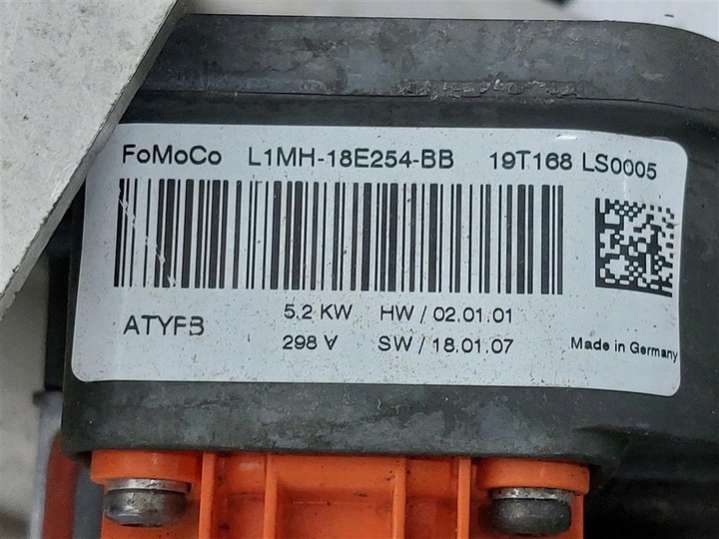 FoMoCo L1MH-18E254-BB 19T168 LS0005
ATYFB
5.2 KW HW / 02.01.01
298 V SW / 18.01.07
Made in Germany